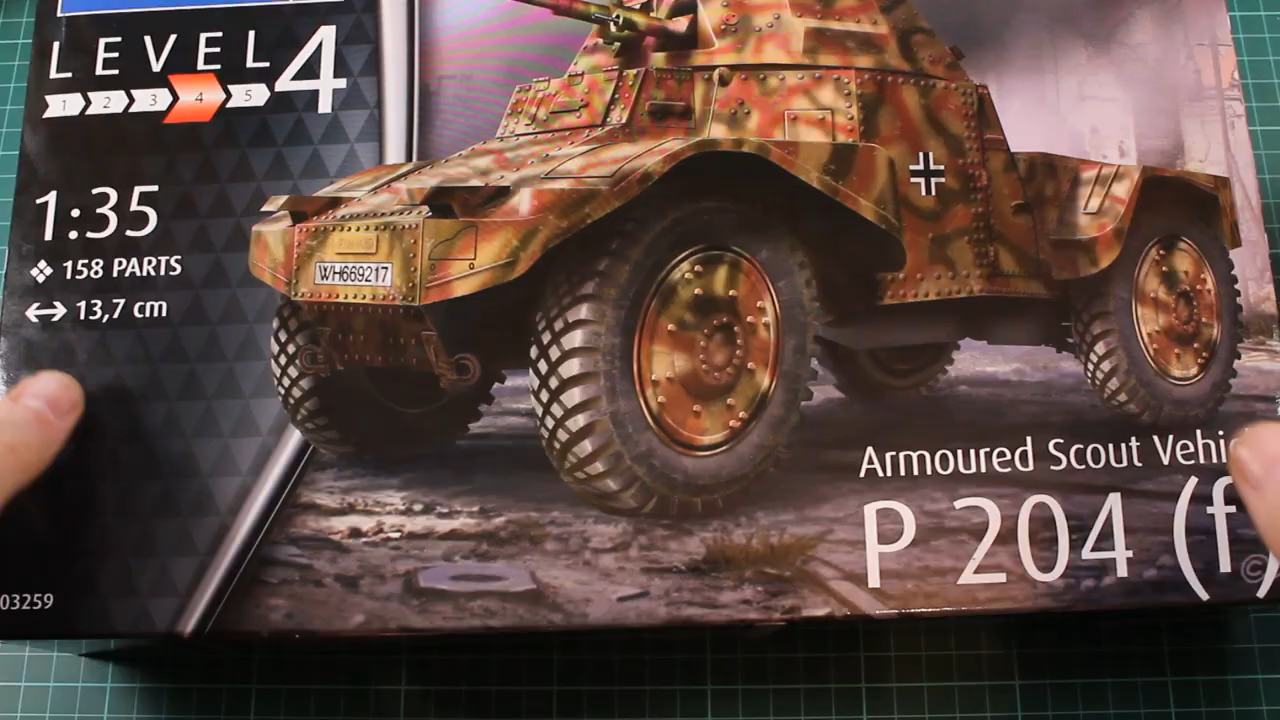 LEVEL 4
1 2 3 4 5
1:35
158 PARTS
13,7 cm
WH669217
Armoured Scout
P 204 (f)
©
03259